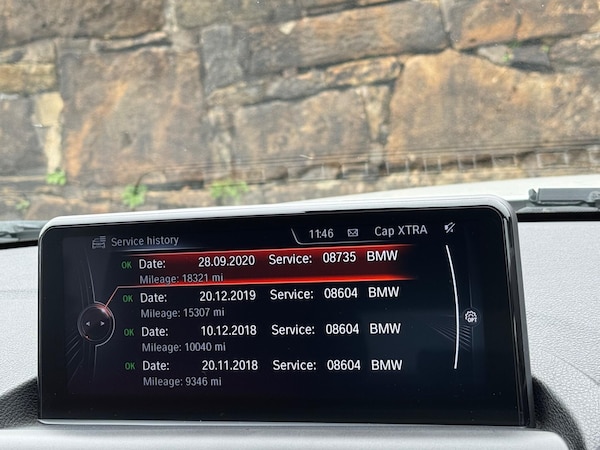 Service history 11:46 Cap XTRA
OK Date: 28.09.2020 Service: 08735 BMW
Mileage: 18321 mi
OK Date: 20.12.2019 Service: 08604 BMW
Mileage: 15307 mi
OK Date: 10.12.2018 Service: 08604 BMW
Mileage: 10040 mi
OK Date: 20.11.2018 Service: 08604 BMW
Mileage: 9346 mi
OPT